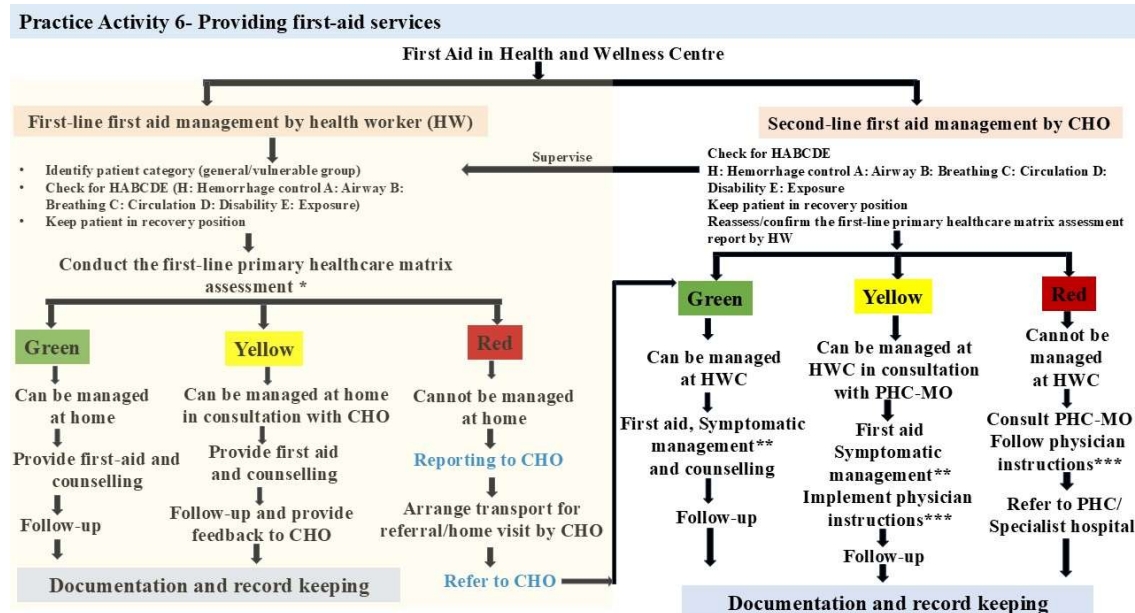 Practice Activity 6- Providing first-aid services
First Aid in Health and Wellness Centre
First-line first aid management by health worker (HW)
• Identify patient category (general/vulnerable group)
• Check for HABCDE (H: Hemorrhage control A: Airway B:
Breathing C: Circulation D: Disability E: Exposure)
• Keep patient in recovery position
Conduct the first-line primary healthcare matrix
assessment *
Green
Can be managed
at home
Provide first-aid and
counselling
Follow-up
Yellow
Can be managed at home
in consultation with CHO
Provide first aid
and counselling
Follow-up and provide
feedback to CHO
Red
Cannot be managed
at home
Reporting to CHO
Arrange transport for
referral/home visit by CHO
Refer to CHO
Documentation and record keeping
Supervise
Second-line first aid management by CHO
Check for HABCDE
H: Hemorrhage control A: Airway B: Breathing C: Circulation D:
Disability E: Exposure
Keep patient in recovery position
Reassess/confirm the first-line primary healthcare matrix assessment
report by HW
Green
Can be managed
at HWC
First aid, Symptomatic
management**
and counselling
Follow-up
Yellow
Can be managed at
HWC in consultation
with PHC-MO
First aid
Symptomatic
management**
Implement physician
instructions***
Follow-up
Red
Cannot be
managed
at HWC
Consult PHC-MO
Follow physician
instructions***
Refer to PHC/
Specialist hospital
Documentation and record keeping